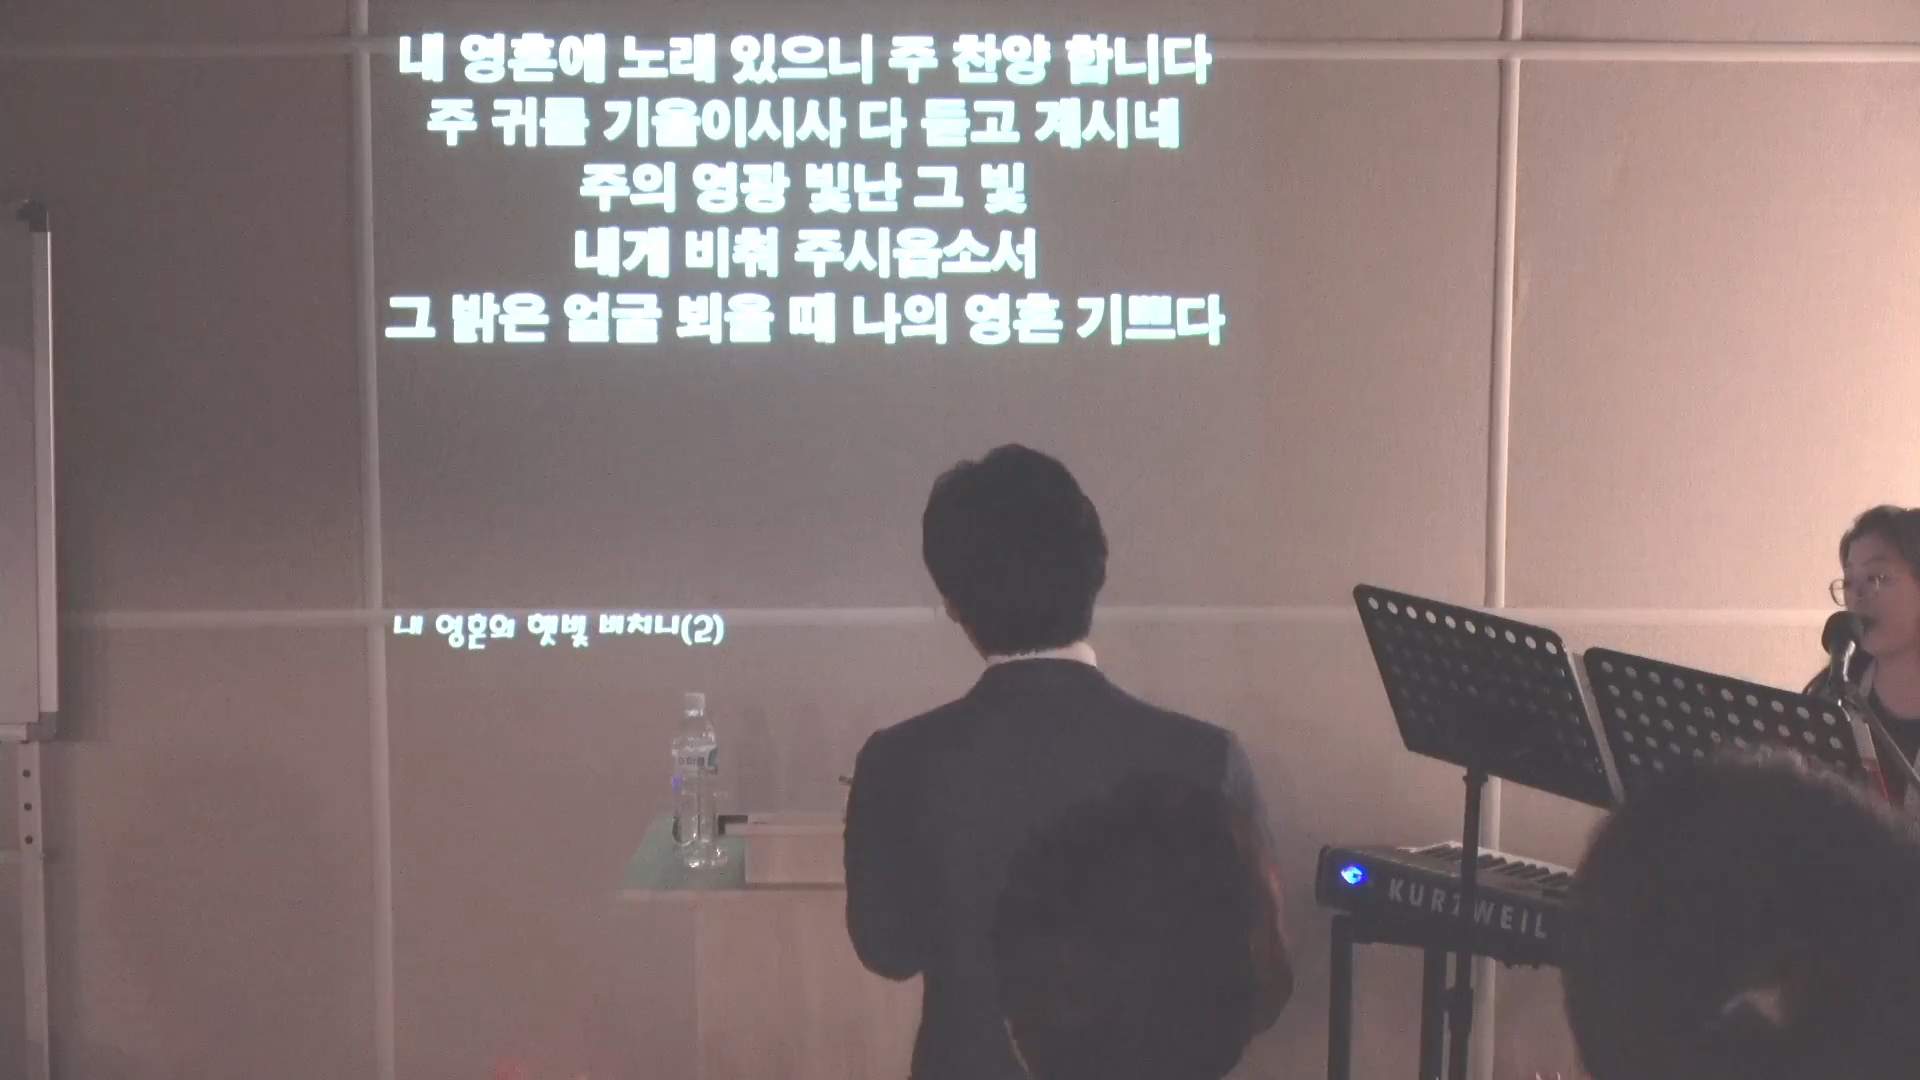 내 영혼에 노래 있으니 주 찬양 합니다
주 귀를 기울이시사 다 듣고 계시네
주의 영광 빛난 그 빛
내게 비춰 주시옵소서
그 밝은 얼굴 뵈올 때 나의 영혼 기쁘다
내 영혼의 햇빛 비치니(2)
KURZWEIL